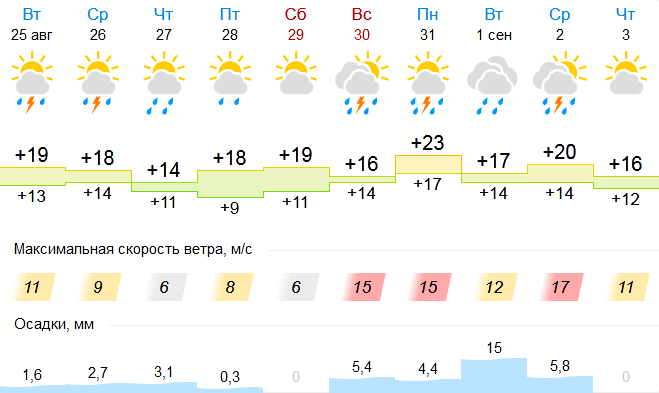 Вт Ср Чт Пт Сб Вс Пн Вт Ср Чт
25 авг 26 27 28 29 30 31 1 сен 2 3
+19 +18 +14 +18 +19 +16 +23 +17 +20 +16
+13 +14 +11 +9 +11 +14 +17 +14 +14 +12
Максимальная скорость ветра, м/с
11 9 6 8 6 15 15 12 17 11
Осадки, мм
1,6 2,7 3,1 0,3 0 5,4 4,4 15 5,8 0